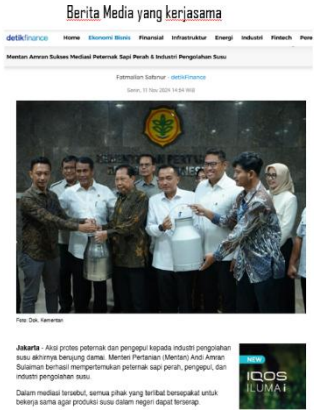 Berita Media yang kerjasama
detikfinance Home Ekonomi Bisnis Finansial Infrastruktur Energi Industri Fintech Pere
Mentan Amran Sukses Mediasi Peternak Sapi Perah & Industri Pengolahan Susu
detikFinance
Senin, 11 Nov 2024 14:04 WIB
KEMENTERIAN PERTANIAN
Foto: Dok. Kementan
Jakarta - Aksi protes peternak dan pengepul kepada industri pengolahan
susu akhirnya berujung damai. Menteri Pertanian (Mentan) Andi Amran
Sulaiman berhasil mempertemukan peternak sapi perah, pengepul, dan
industri pengolahan susu.
Dalam mediasi tersebut, semua pihak yang terlibat bersepakat untuk
bekerja sama agar produksi susu dalam negeri dapat terserap.
NEW
IQOS
ILUMA i